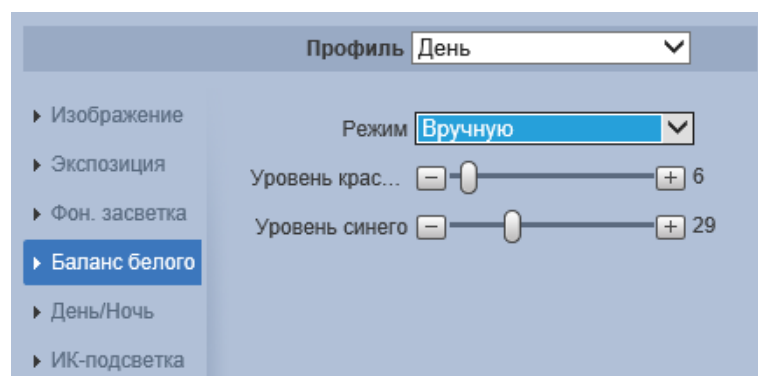 Профиль День
Изображение
Режим Вручную
Экспозиция
Уровень крас... 6
Фон. засветка
Уровень синего 29
Баланс белого
День/Ночь
ИК-подсветка